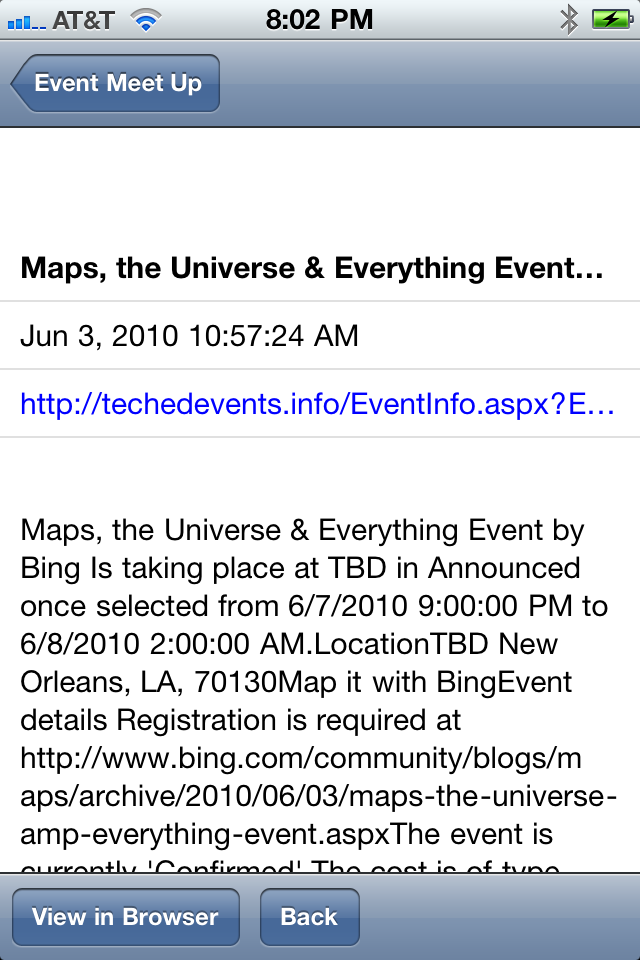 AT&T 8:02 PM
Event Meet Up
Maps, the Universe & Everything Event...
Jun 3, 2010 10:57:24 AM
http://techedevents.info/EventInfo.aspx?E...
Maps, the Universe & Everything Event by
Bing Is taking place at TBD in Announced
once selected from 6/7/2010 9:00:00 PM to
6/8/2010 2:00:00 AM.LocationTBD New
Orleans, LA, 70130Map it with BingEvent
details Registration is required at
http://www.bing.com/community/blogs/m
aps/archive/2010/06/03/maps-the-universe-
amp-everything-event.aspxThe event is
currently 'Confirmed' The cost is of type
View in Browser Back